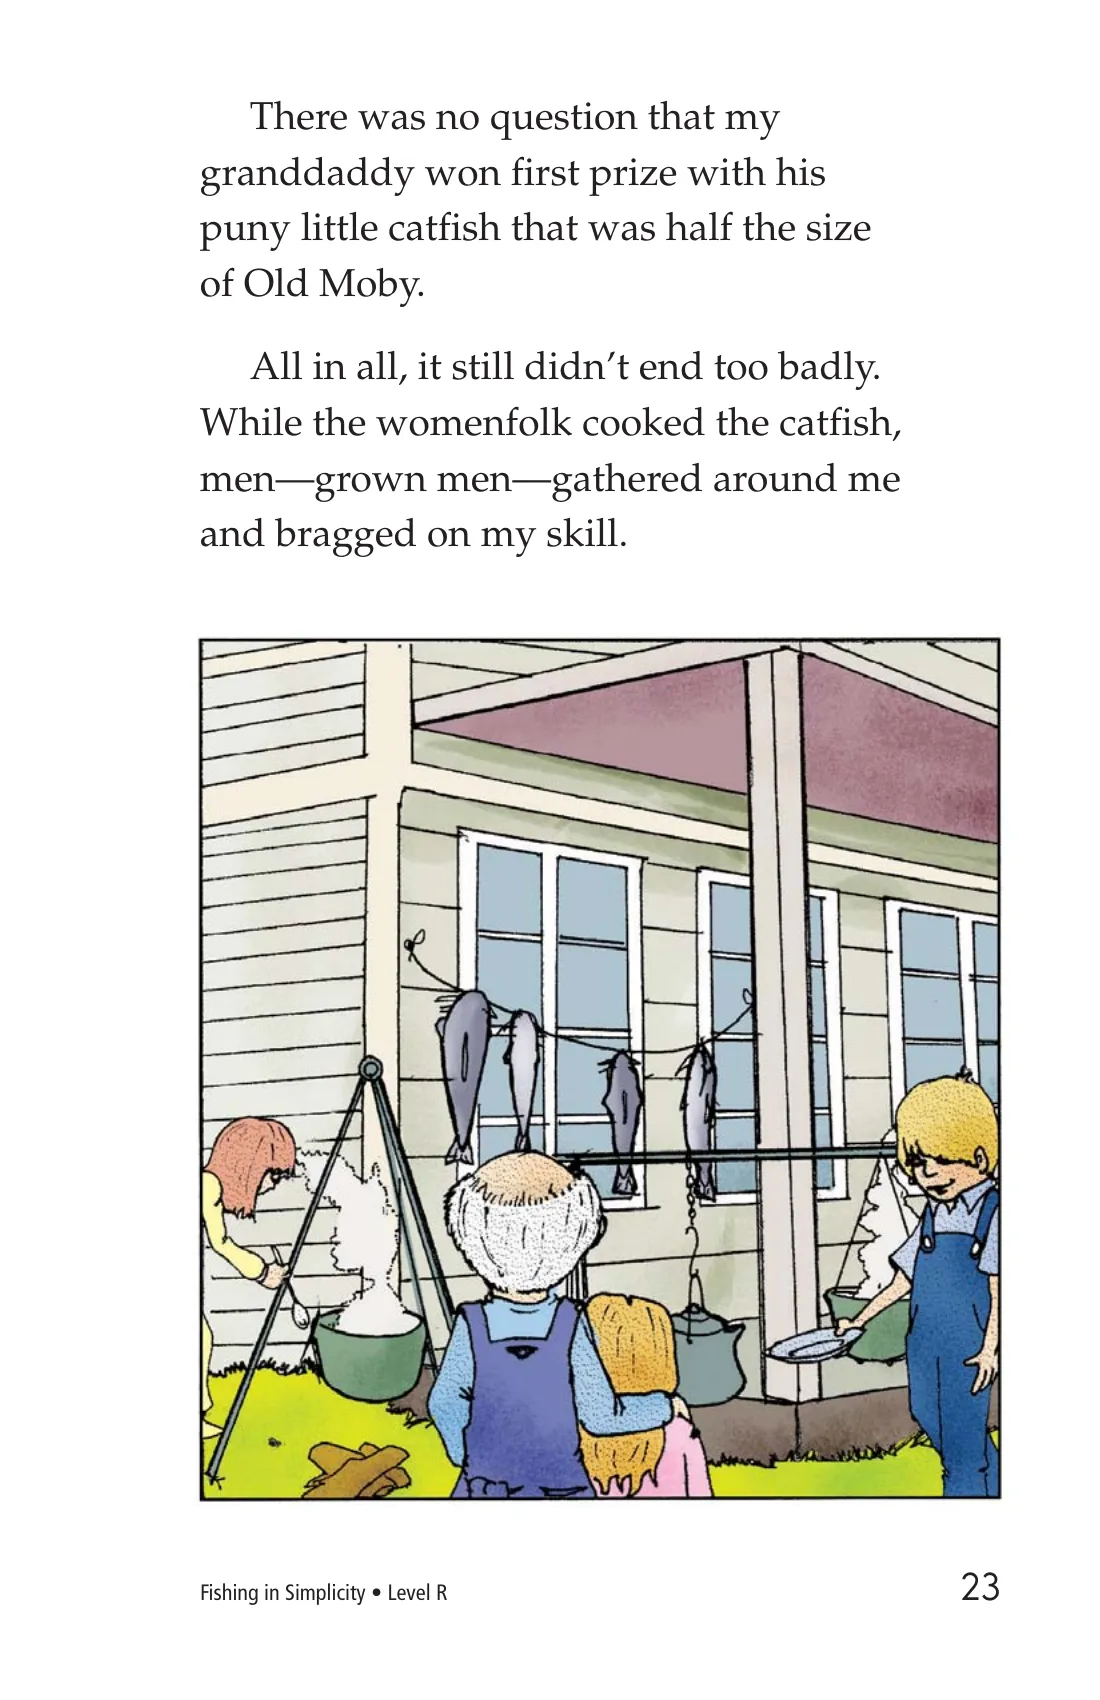 There was no question that my
granddaddy won first prize with his
puny little catfish that was half the size
of Old Moby.
All in all, it still didn’t end too badly.
While the womenfolk cooked the catfish,
men—grown men—gathered around me
and bragged on my skill.
Fishing in Simplicity • Level R
23